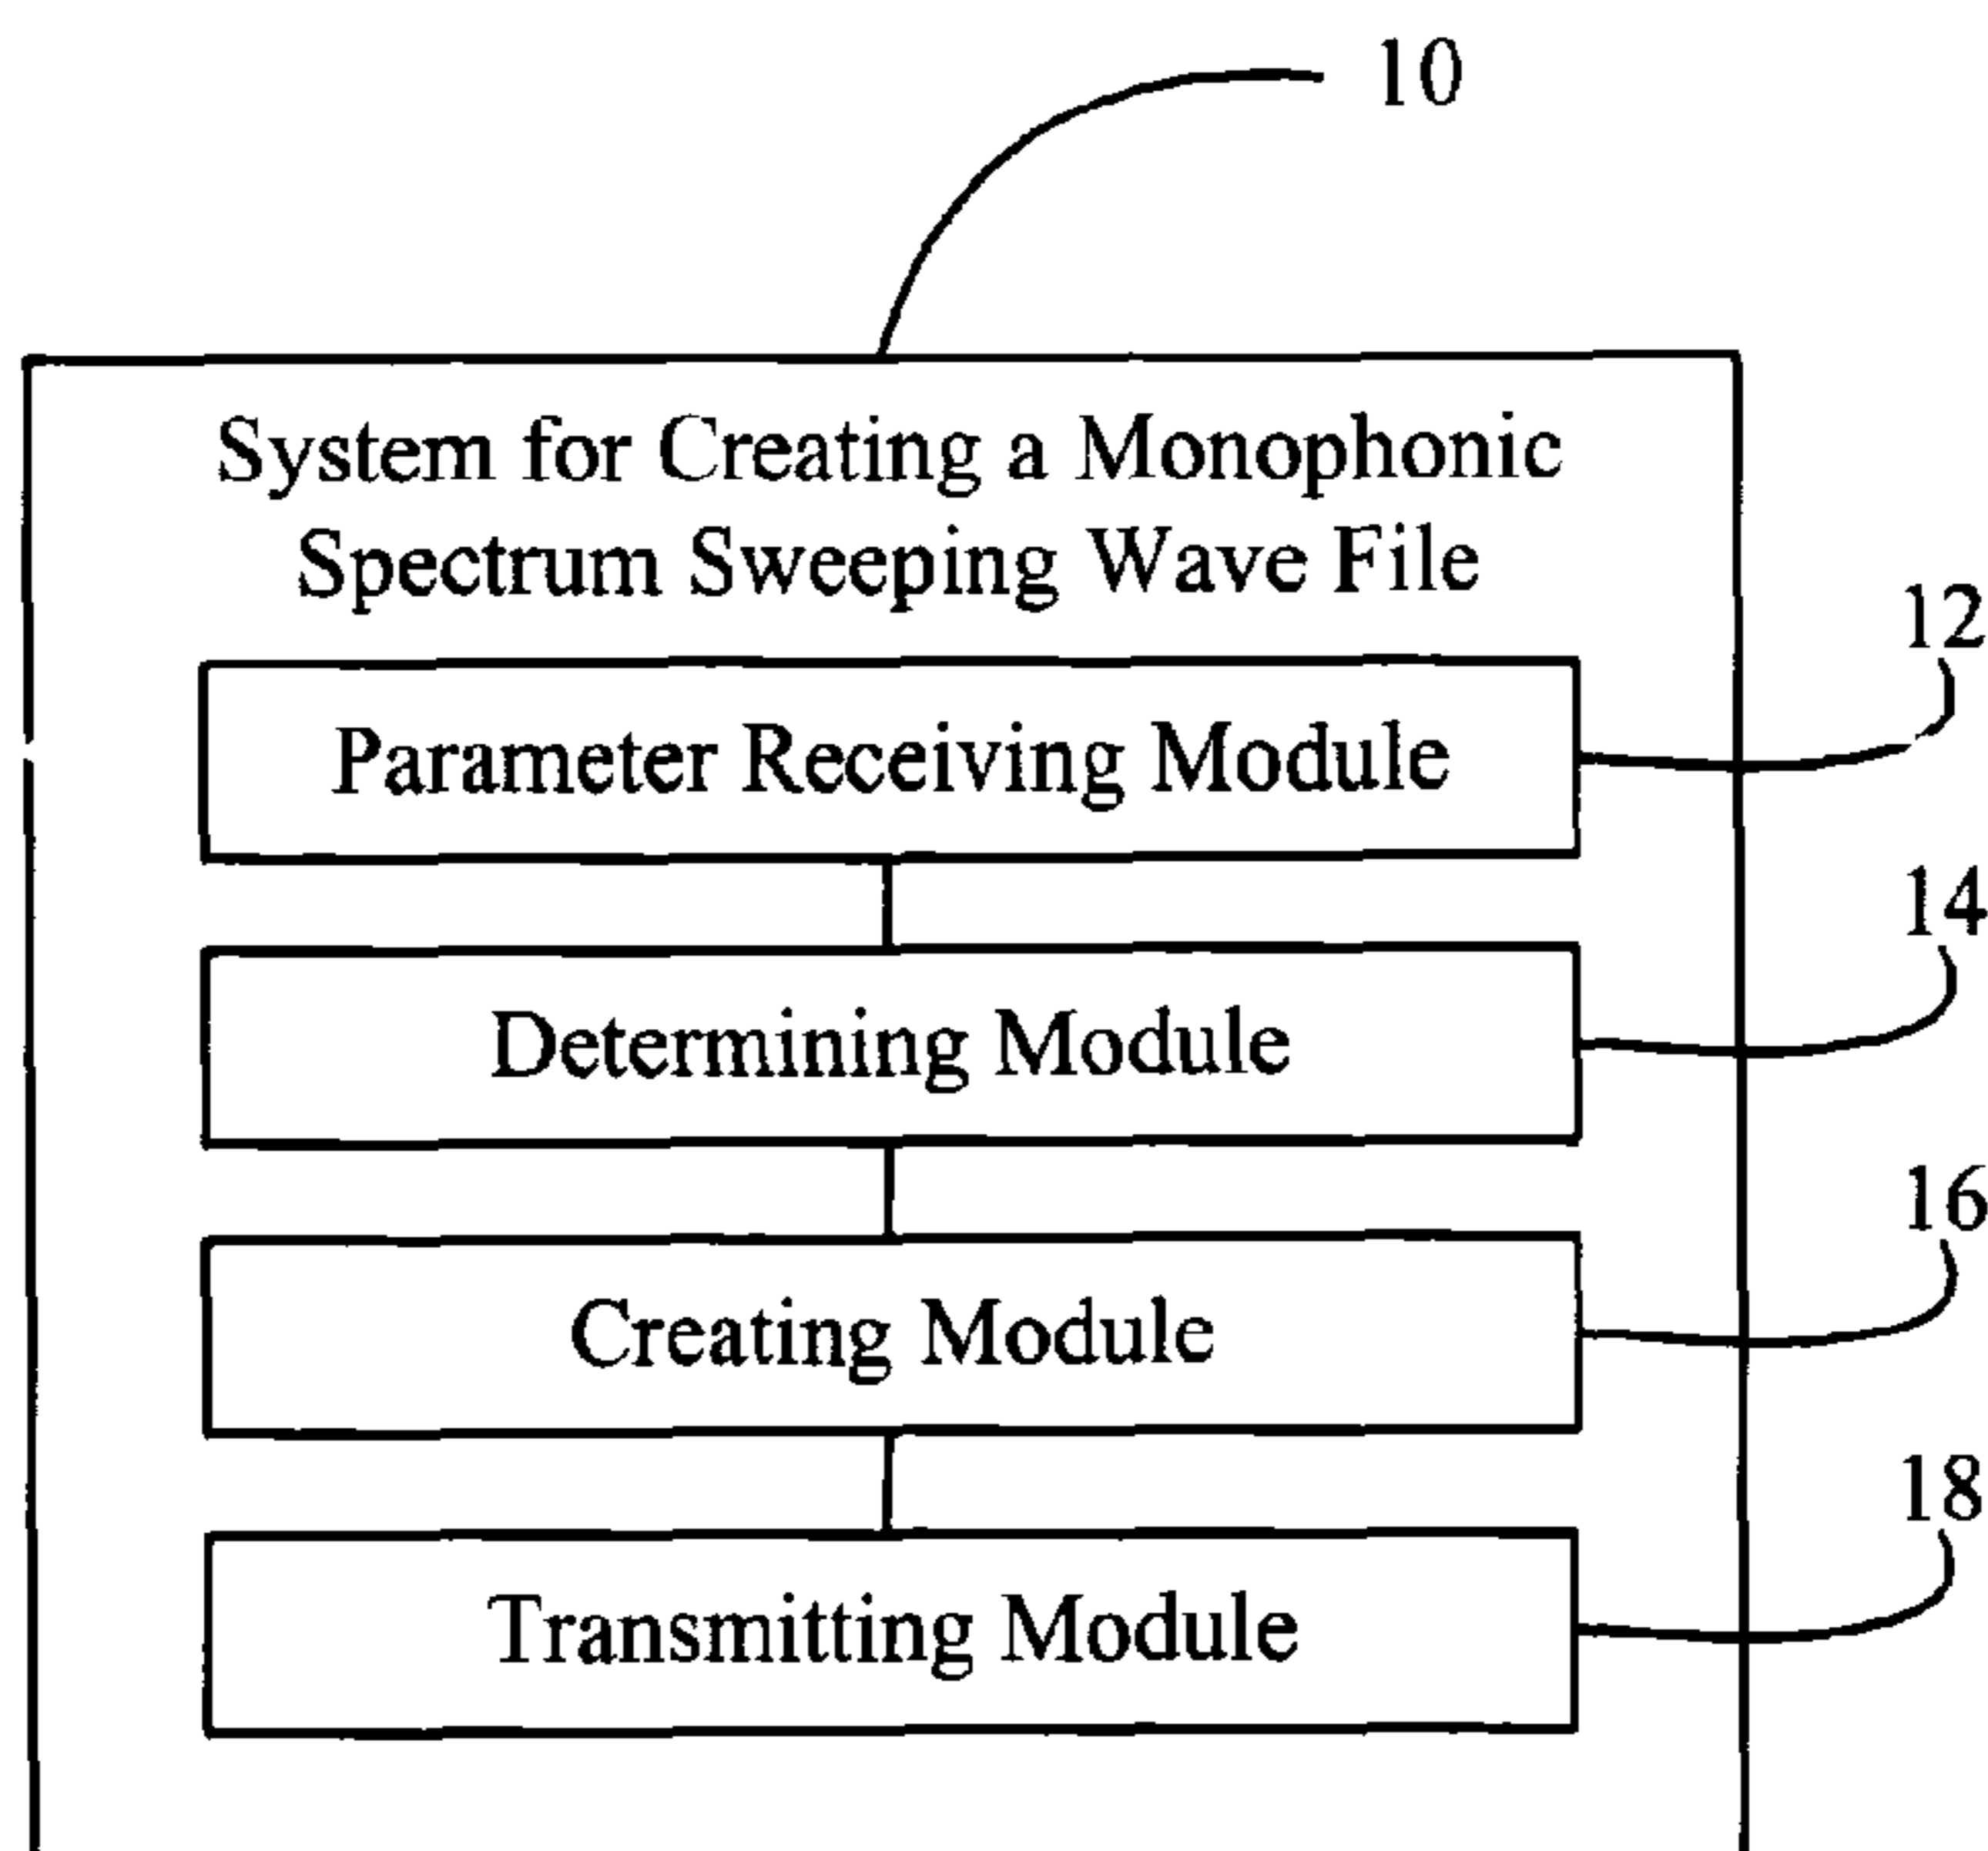 10
System for Creating a Monophonic
Spectrum Sweeping Wave File
12
Parameter Receiving Module
14
Determining Module
16
Creating Module
18
Transmitting Module